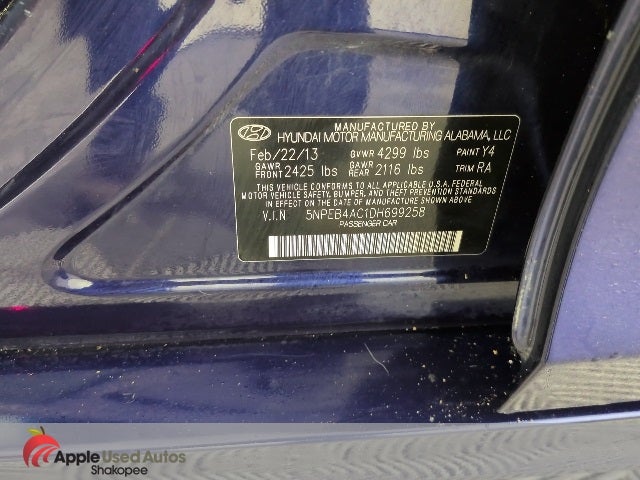 MANUFACTURED BY
HYUNDAI MOTOR MANUFACTURING ALABAMA, LLC
Feb/22/13 GVWR 4299 lbs PAINT Y4
GAWR FRONT 2425 lbs GAWR REAR 2116 lbs TRIM RA
THIS VEHICLE CONFORMS TO ALL APPLICABLE U.S.A. FEDERAL
MOTOR VEHICLE SAFETY, BUMPER, AND THEFT PREVENTION STANDARDS
IN EFFECT ON THE DATE OF MANUFACTURE SHOWN ABOVE.
V.I.N 5NPEB4AC1DH699258
PASSENGER CAR
Apple Used Autos
Shakopee